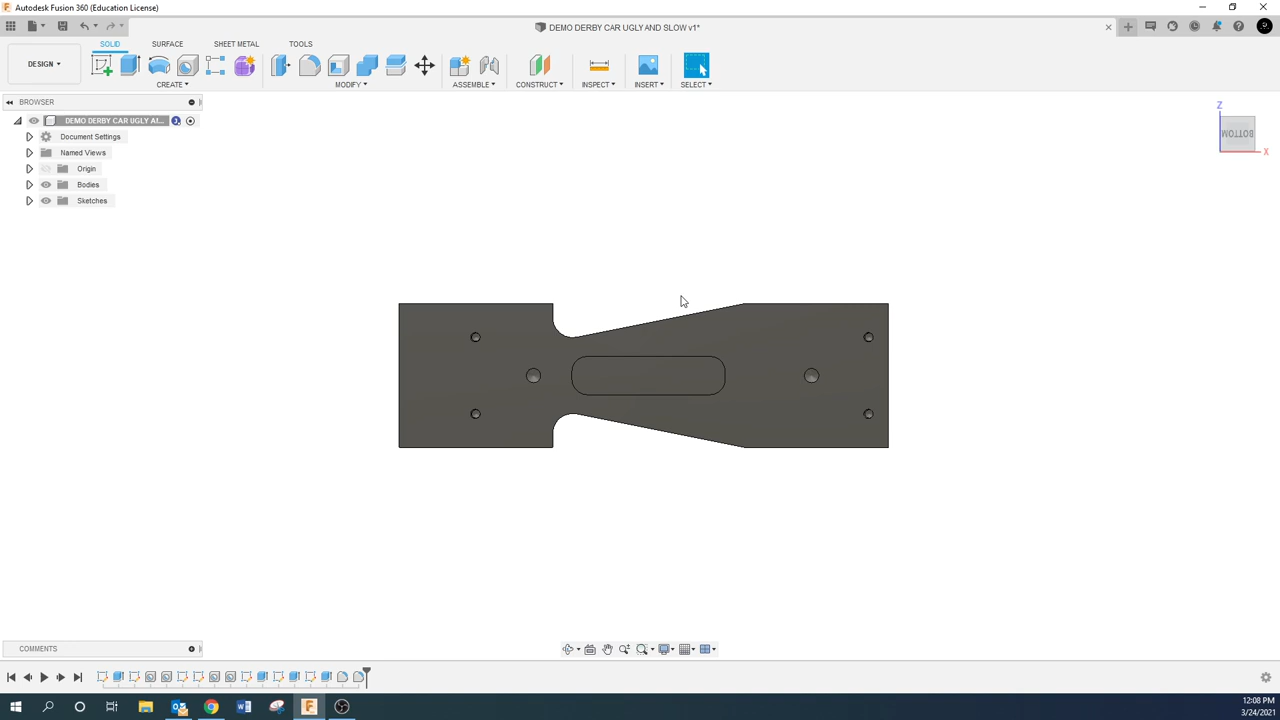 Autodesk Fusion 360 (Education License)
DEMO DERBY CAR UGLY AND SLOW v1*
DESIGN
SOLID
SURFACE
SHEET METAL
TOOLS
CREATE
MODIFY
ASSEMBLE
CONSTRUCT
INSPECT
INSERT
SELECT
BROWSER
DEMO DERBY CAR UGLY AI...
Document Settings
Named Views
Origin
Bodies
Sketches
Z
BOTTOM
X
COMMENTS
12:08 PM
3/24/2021